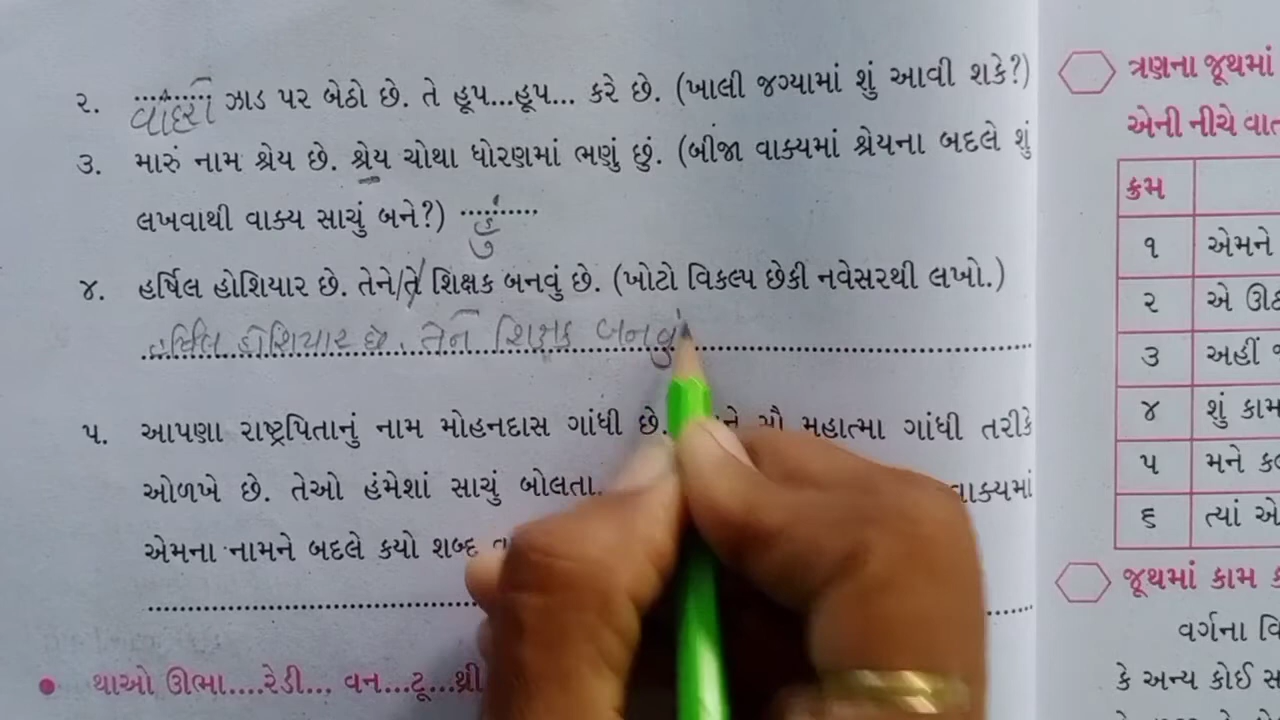 ૨. ............ ઝાડ પર બેઠો છે. તે હૂપ...હૂપ... કરે છે. (ખાલી જગ્યામાં શું આવી શકે?)
વાંદરો
૩. મારું નામ શ્રેય છે. શ્રેય ચોથા ધોરણમાં ભણું છું. (બીજા વાક્યમાં શ્રેયના બદલે શું
લખવાથી વાક્ય સાચું બને?) ............
હું
૪. હર્ષિલ હોશિયાર છે. તેને/તે શિક્ષક બનવું છે. (ખોટો વિકલ્પ છેકી નવેસરથી લખો.)
હર્ષિલ હોશિયાર છે. તેને શિક્ષક બનવું
૫. આપણા રાષ્ટ્રપિતાનું નામ મોહનદાસ ગાંધી છે. સૌ મહાત્મા ગાંધી તરીકે
ઓળખે છે. તેઓ હંમેશાં સાચું બોલતા. વાક્યમાં
એમના નામને બદલે કયો શબ્દ
• થાઓ ઊભા....રેડી... વન...ટૂ...થ્રી
ત્રણના જૂથમાં
એની નીચે વાત
ક્રમ
૧ એમને
૨ એ
૩ અહીં
૪ શું કામ
૫ મને
૬ ત્યાં
જૂથમાં કામ
વર્ગના
કે અન્ય કોઈ